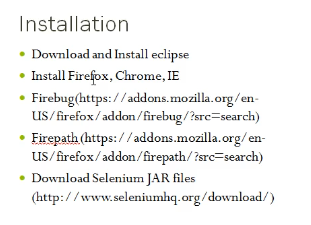 Installation
Download and Install eclipse
Install Firefox, Chrome, IE
Firebug(https://addons.mozilla.org/en-
US/firefox/addon/firebug/?src=search)
Firepath(https://addons.mozilla.org/en-
US/firefox/addon/firepath/?src=search)
Download Selenium JAR files
(http://www.seleniumhq.org/download/)